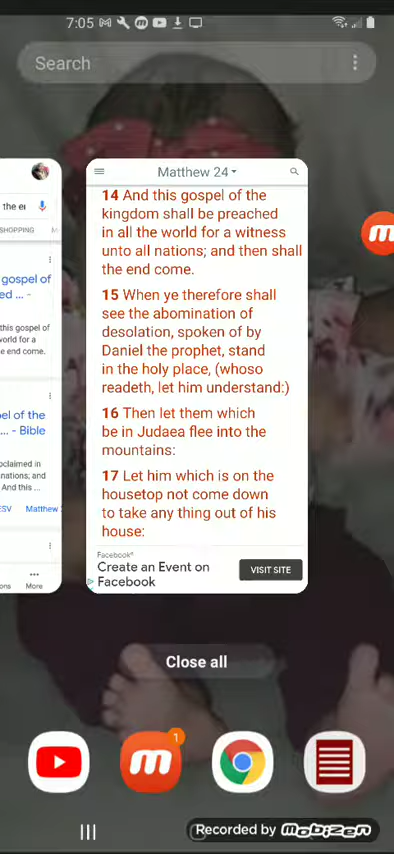 7:05
Search
the e
SHOPPING
gospel of
ed ... -
this gospel of
world for a
e end come.
pel of the
... - Bible
oclaimed in
nations; and
And this ...
ESV Matthew
ons More
Matthew 24
14 And this gospel of the
kingdom shall be preached
in all the world for a witness
unto all nations; and then shall
the end come.
15 When ye therefore shall
see the abomination of
desolation, spoken of by
Daniel the prophet, stand
in the holy place, (whoso
readeth, let him understand:)
16 Then let them which
be in Judaea flee into the
mountains:
17 Let him which is on the
housetop not come down
to take any thing out of his
house:
Facebook®
Create an Event on
Facebook
VISIT SITE
Close all
1
Recorded by Mobizen